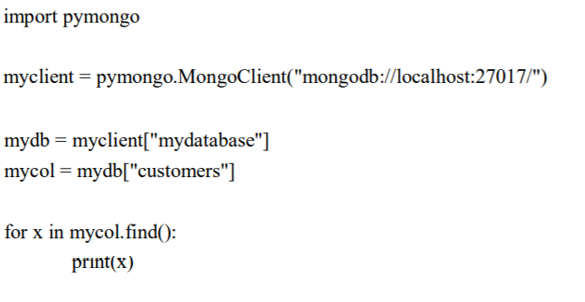 import pymongo
myclient = pymongo.MongoClient("mongodb://localhost:27017/")
mydb = myclient["mydatabase"]
mycol = mydb["customers"]
for x in mycol.find():
print(x)